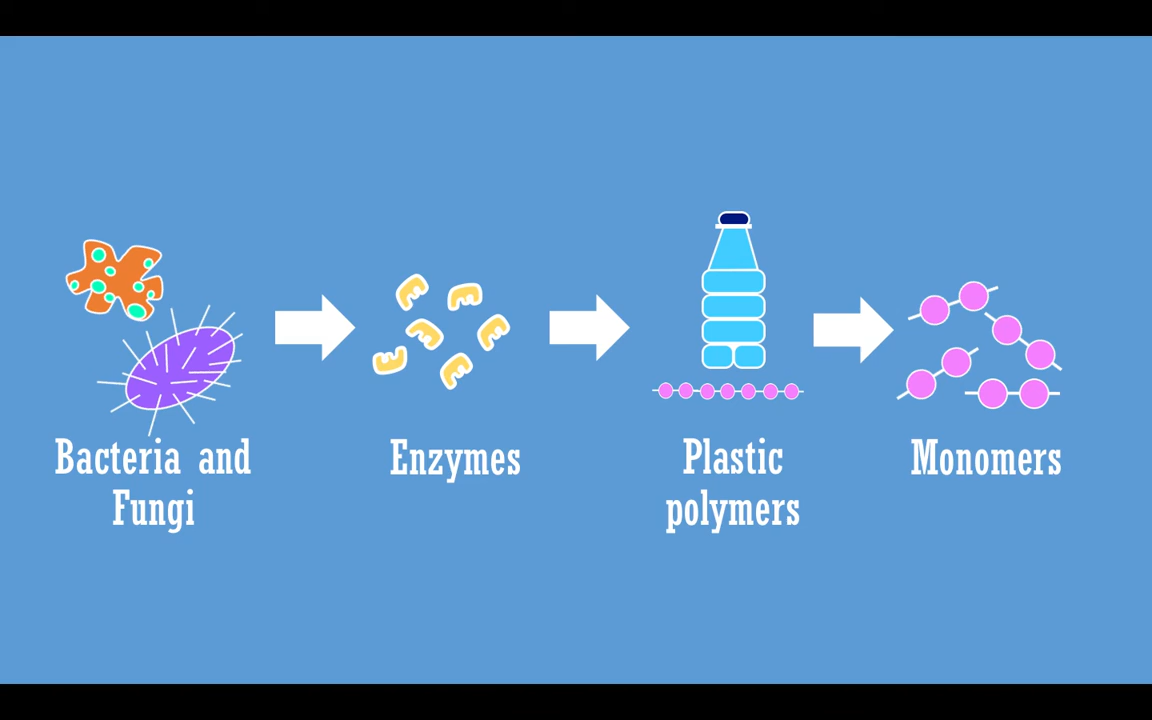 Bacteria and
Fungi
Enzymes
Plastic
polymers
Monomers